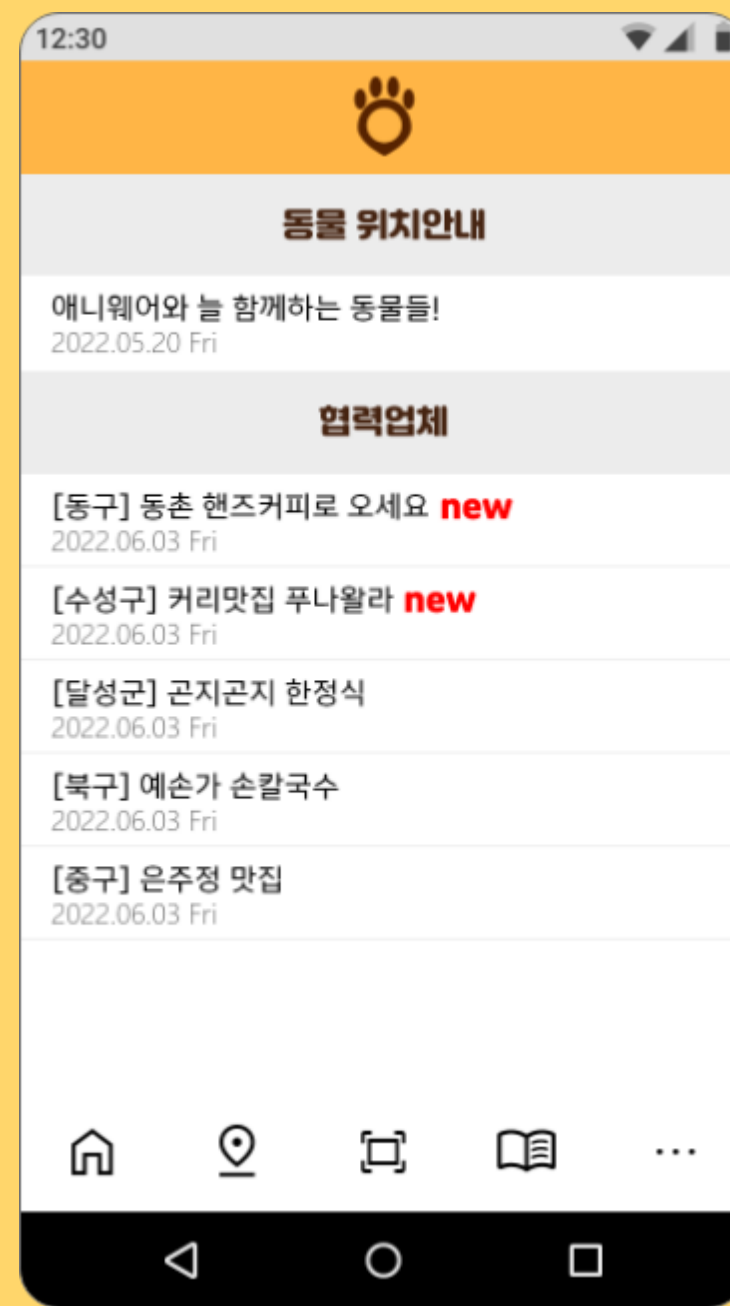 12:30
동물 위치안내
애니웨어와 늘 함께하는 동물들!
2022.05.20 Fri
협력업체
[동구] 동촌 핸즈커피로 오세요 new
2022.06.03 Fri
[수성구] 커리맛집 푸나왈라 new
2022.06.03 Fri
[달성군] 곤지곤지 한정식
2022.06.03 Fri
[북구] 예손가 손칼국수
2022.06.03 Fri
[중구] 은주정 맛집
2022.06.03 Fri